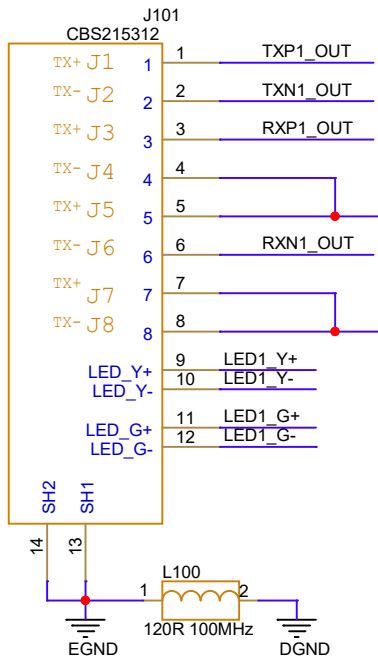 J101
CBS215312
TX+ J1 1 1 TXP1_OUT
TX- J2 2 2 TXN1_OUT
TX+ J3 3 3 RXP1_OUT
TX- J4 4 4
TX+ J5 5 5
TX- J6 6 6 RXN1_OUT
TX+ J7 7 7
TX- J8 8 8
LED_Y+ 9 LED1_Y+
LED_Y- 10 LED1_Y-
LED_G+ 11 LED1_G+
LED_G- 12 LED1_G-
SH2 SH1
14 13
L100
1 2
120R 100MHz
EGND DGND